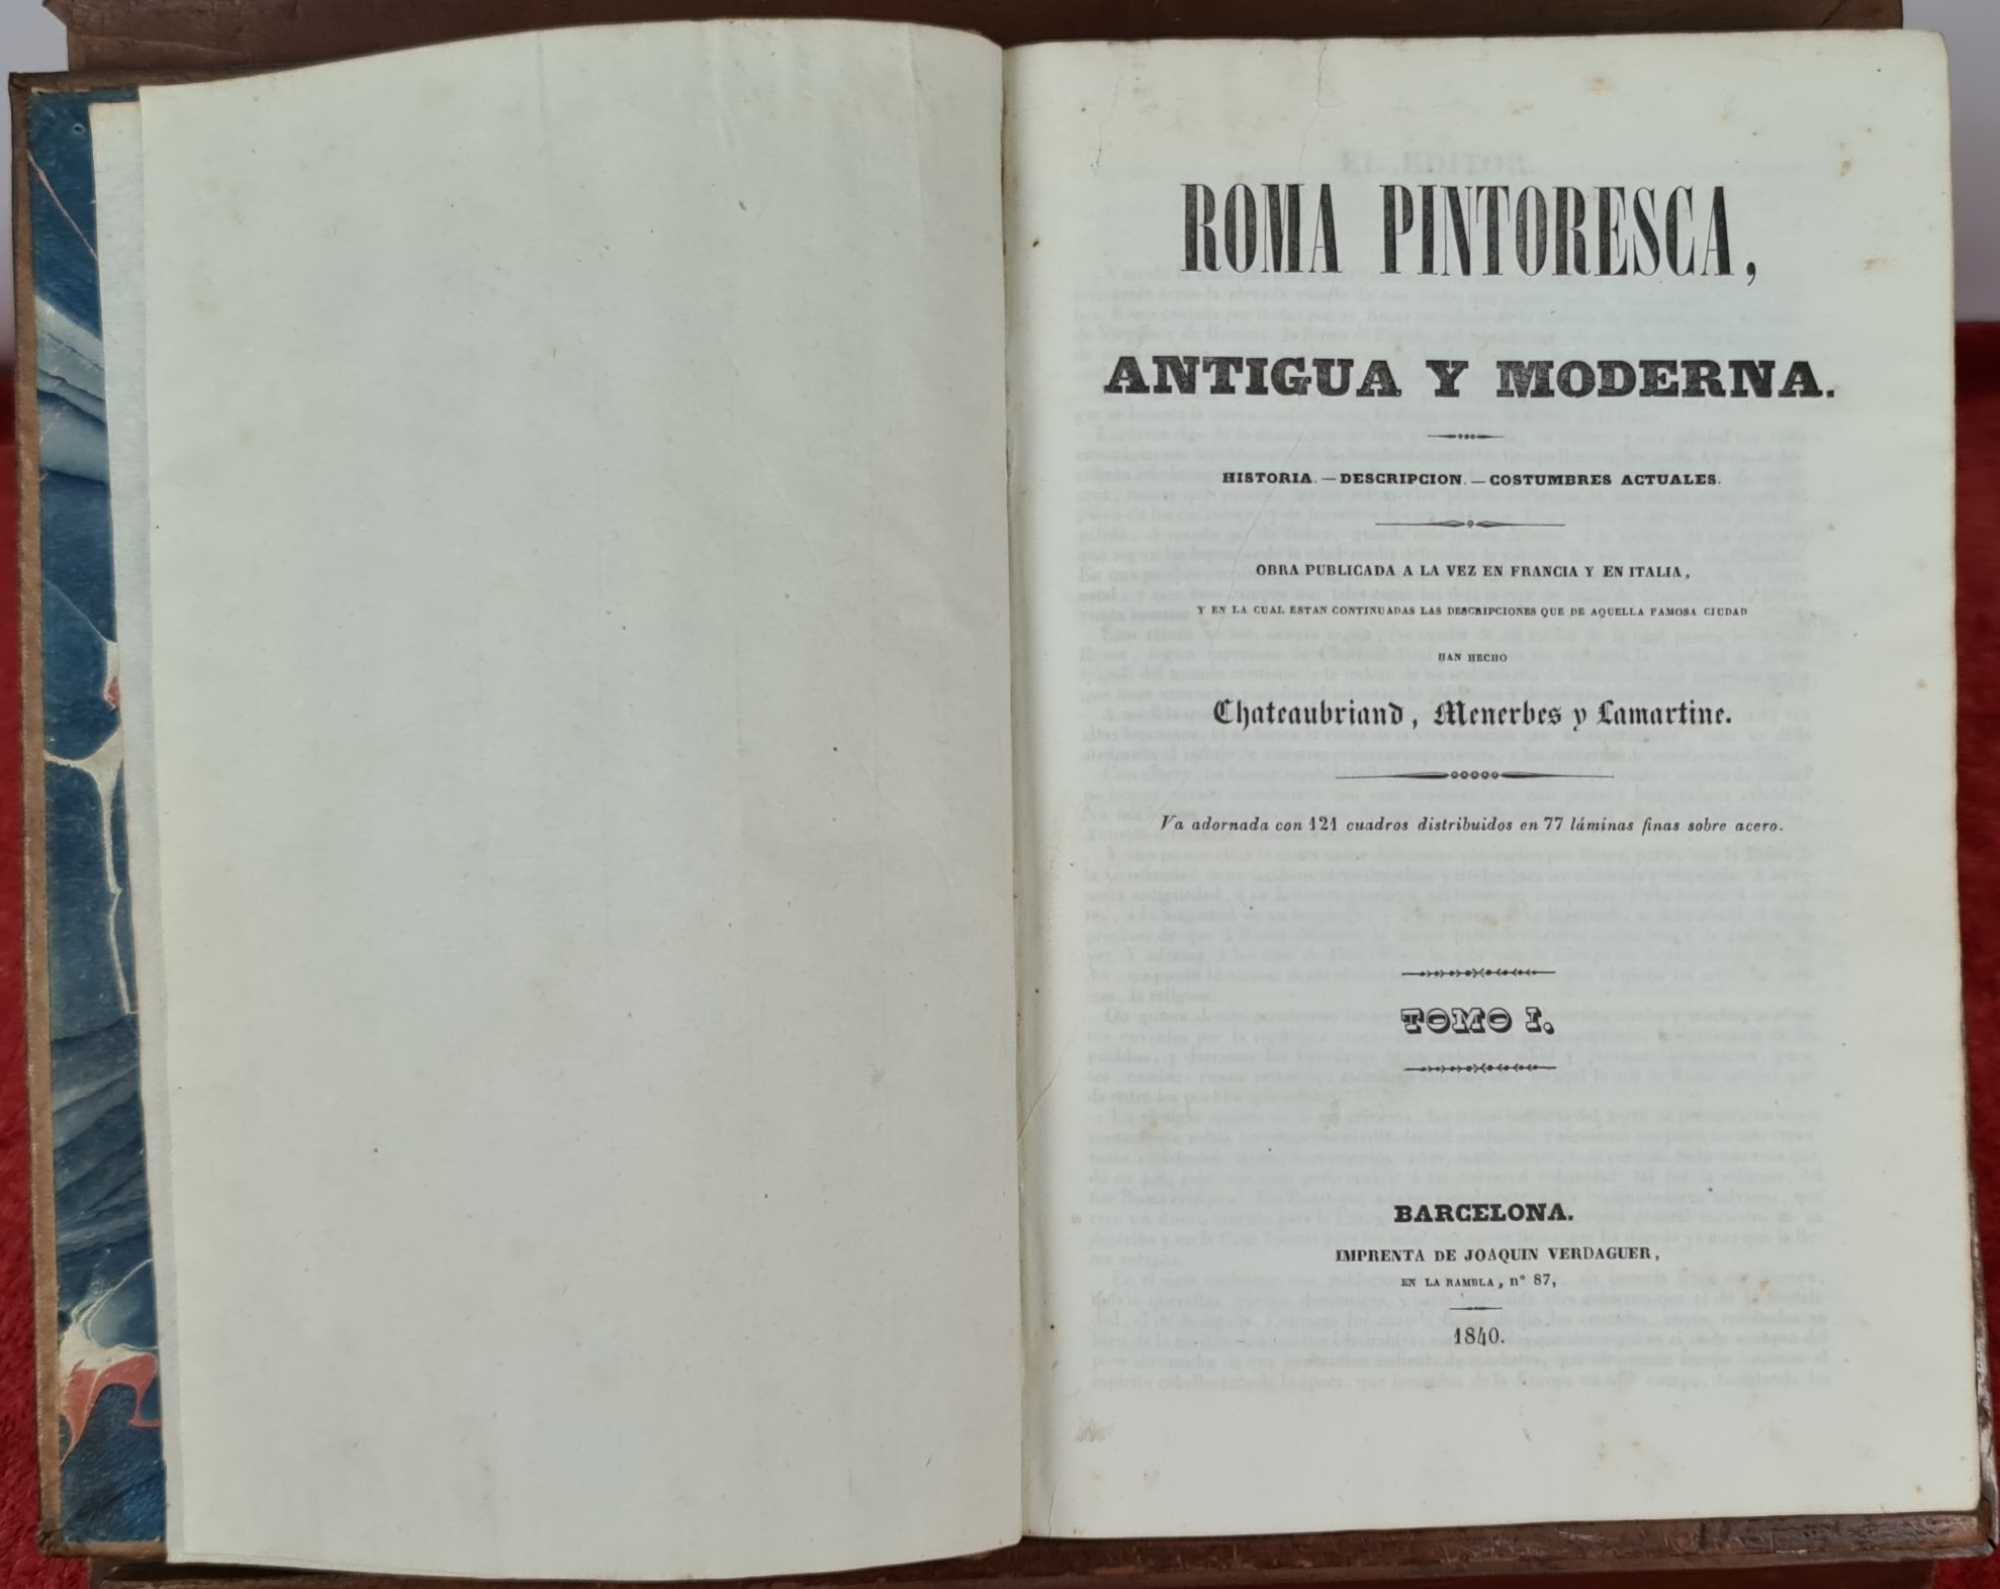 ROMA PINTORESCA,
ANTIGUA Y MODERNA.
HISTORIA. — DESCRIPCION. — COSTUMBRES ACTUALES.
OBRA PUBLICADA A LA VEZ EN FRANCIA Y EN ITALIA,
Y EN LA CUAL ESTAN CONTINUADAS LAS DESCRIPCIONES QUE DE AQUELLA FAMOSA CIUDAD
HAN HECHO
Chateaubriand, Menerbes y Lamartine.
Va adornada con 121 cuadros distribuidos en 77 láminas finas sobre acero.
TOMO I.
BARCELONA.
IMPRENTA DE JOAQUIN VERDAGUER,
EN LA RAMBLA, nº 87,
1840.